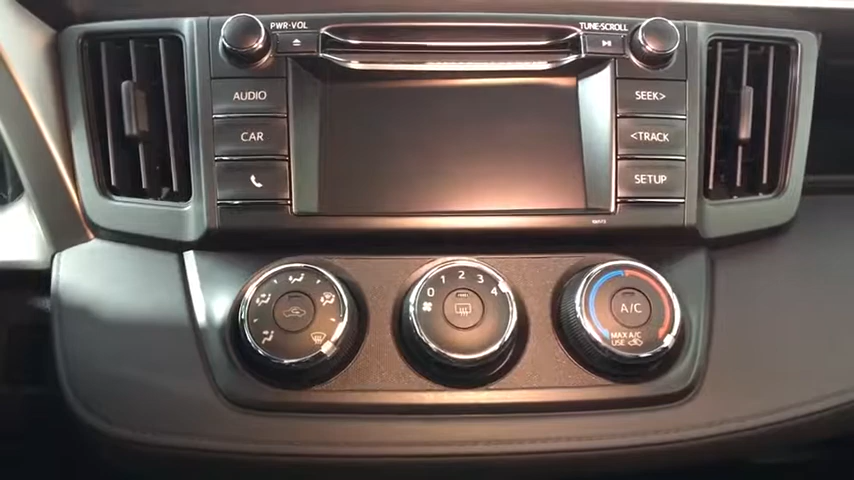 PWR•VOL
TUNE•SCROLL
AUDIO
CAR
SEEK>
<TRACK
SETUP
0 1 2 3 4
A/C
MAX A/C
USE